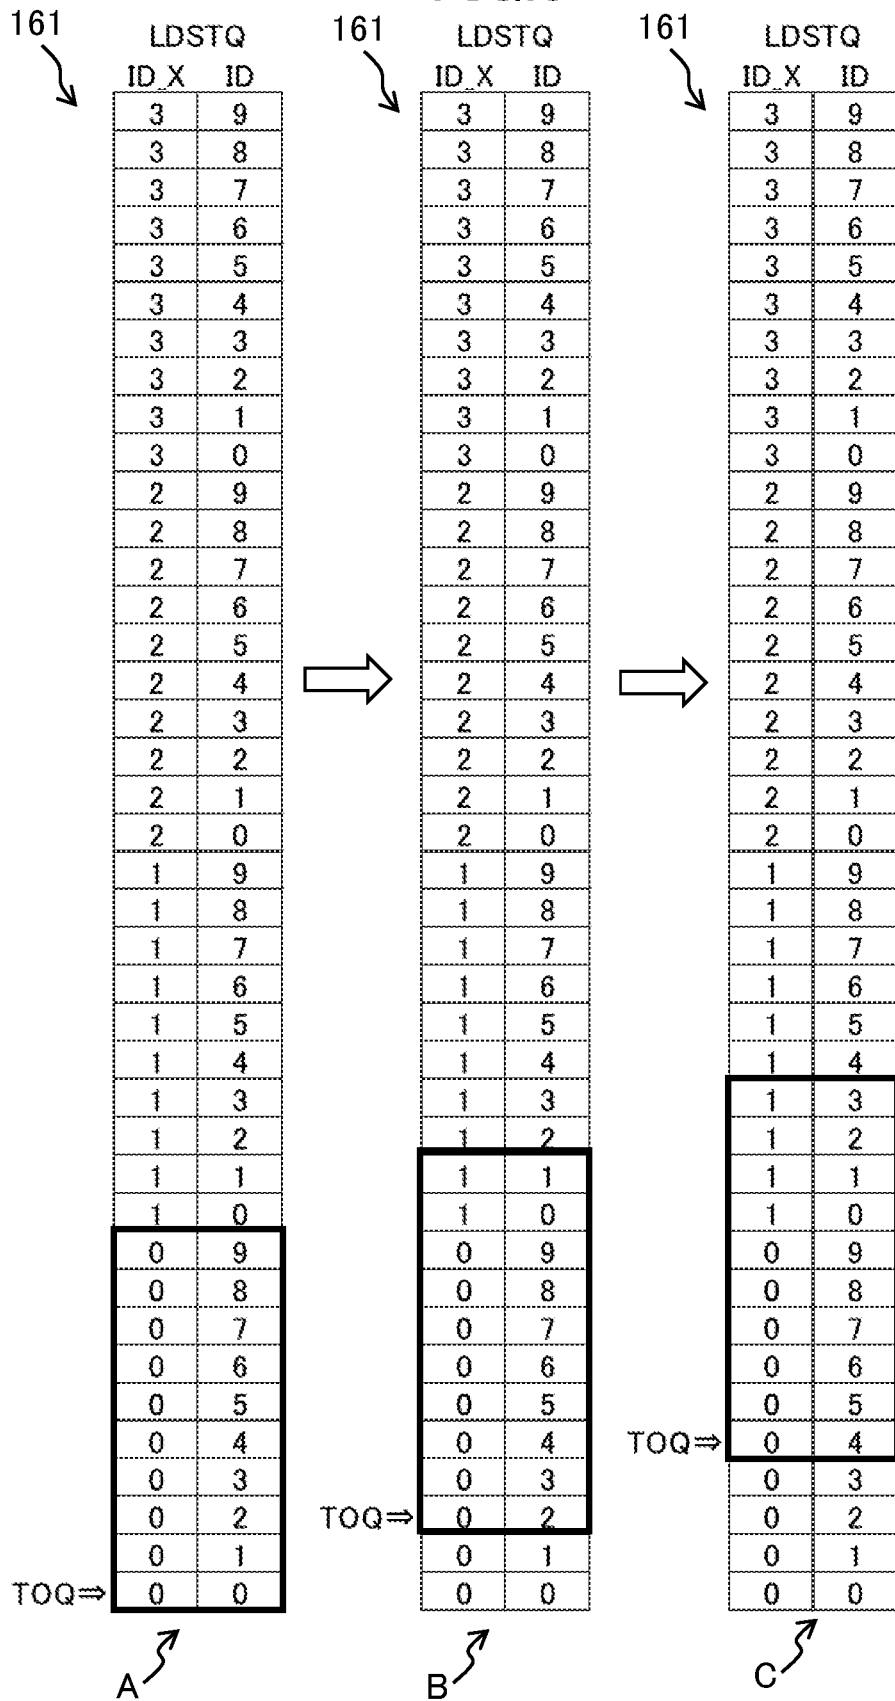 161 161 161
LDSTQ LDSTQ LDSTQ
ID_X ID ID_X ID ID_X ID
3 9 3 9 3 9
3 8 3 8 3 8
3 7 3 7 3 7
3 6 3 6 3 6
3 5 3 5 3 5
3 4 3 4 3 4
3 3 3 3 3 3
3 2 3 2 3 2
3 1 3 1 3 1
3 0 3 0 3 0
2 9 2 9 2 9
2 8 2 8 2 8
2 7 2 7 2 7
2 6 2 6 2 6
2 5 2 5 2 5
2 4 2 4 2 4
2 3 2 3 2 3
2 2 2 2 2 2
2 1 2 1 2 1
2 0 2 0 2 0
1 9 1 9 1 9
1 8 1 8 1 8
1 7 1 7 1 7
1 6 1 6 1 6
1 5 1 5 1 5
1 4 1 4 1 4
1 3 1 3 1 3
1 2 1 2 1 2
1 1 1 1 1 1
1 0 1 0 1 0
0 9 0 9 0 9
0 8 0 8 0 8
0 7 0 7 0 7
0 6 0 6 0 6
0 5 0 5 0 5
0 4 0 4 TOQ⇒ 0 4
0 3 0 3 0 3
0 2 TOQ⇒ 0 2 0 2
0 1 0 1 0 1
TOQ⇒ 0 0 0 0 0 0
A B C